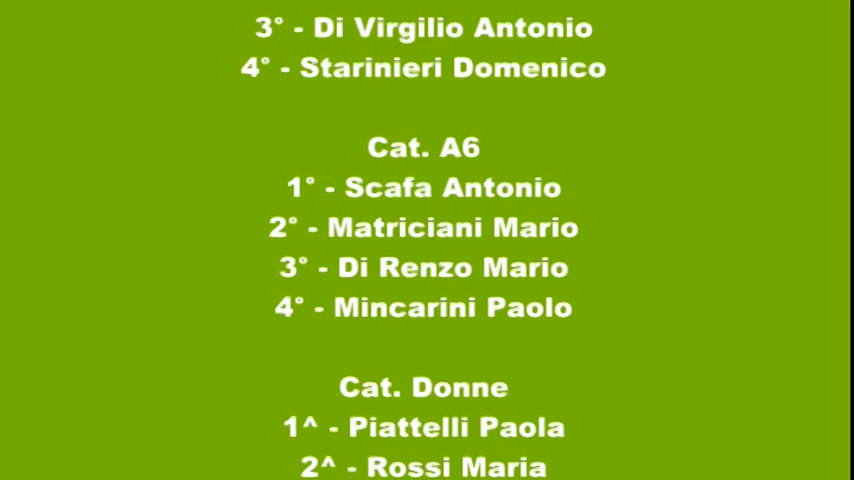 3° - Di Virgilio Antonio
4° - Starinieri Domenico
Cat. A6
1° - Scafa Antonio
2° - Matriciani Mario
3° - Di Renzo Mario
4° - Mincarini Paolo
Cat. Donne
1^ - Piattelli Paola
2^ - Rossi Maria